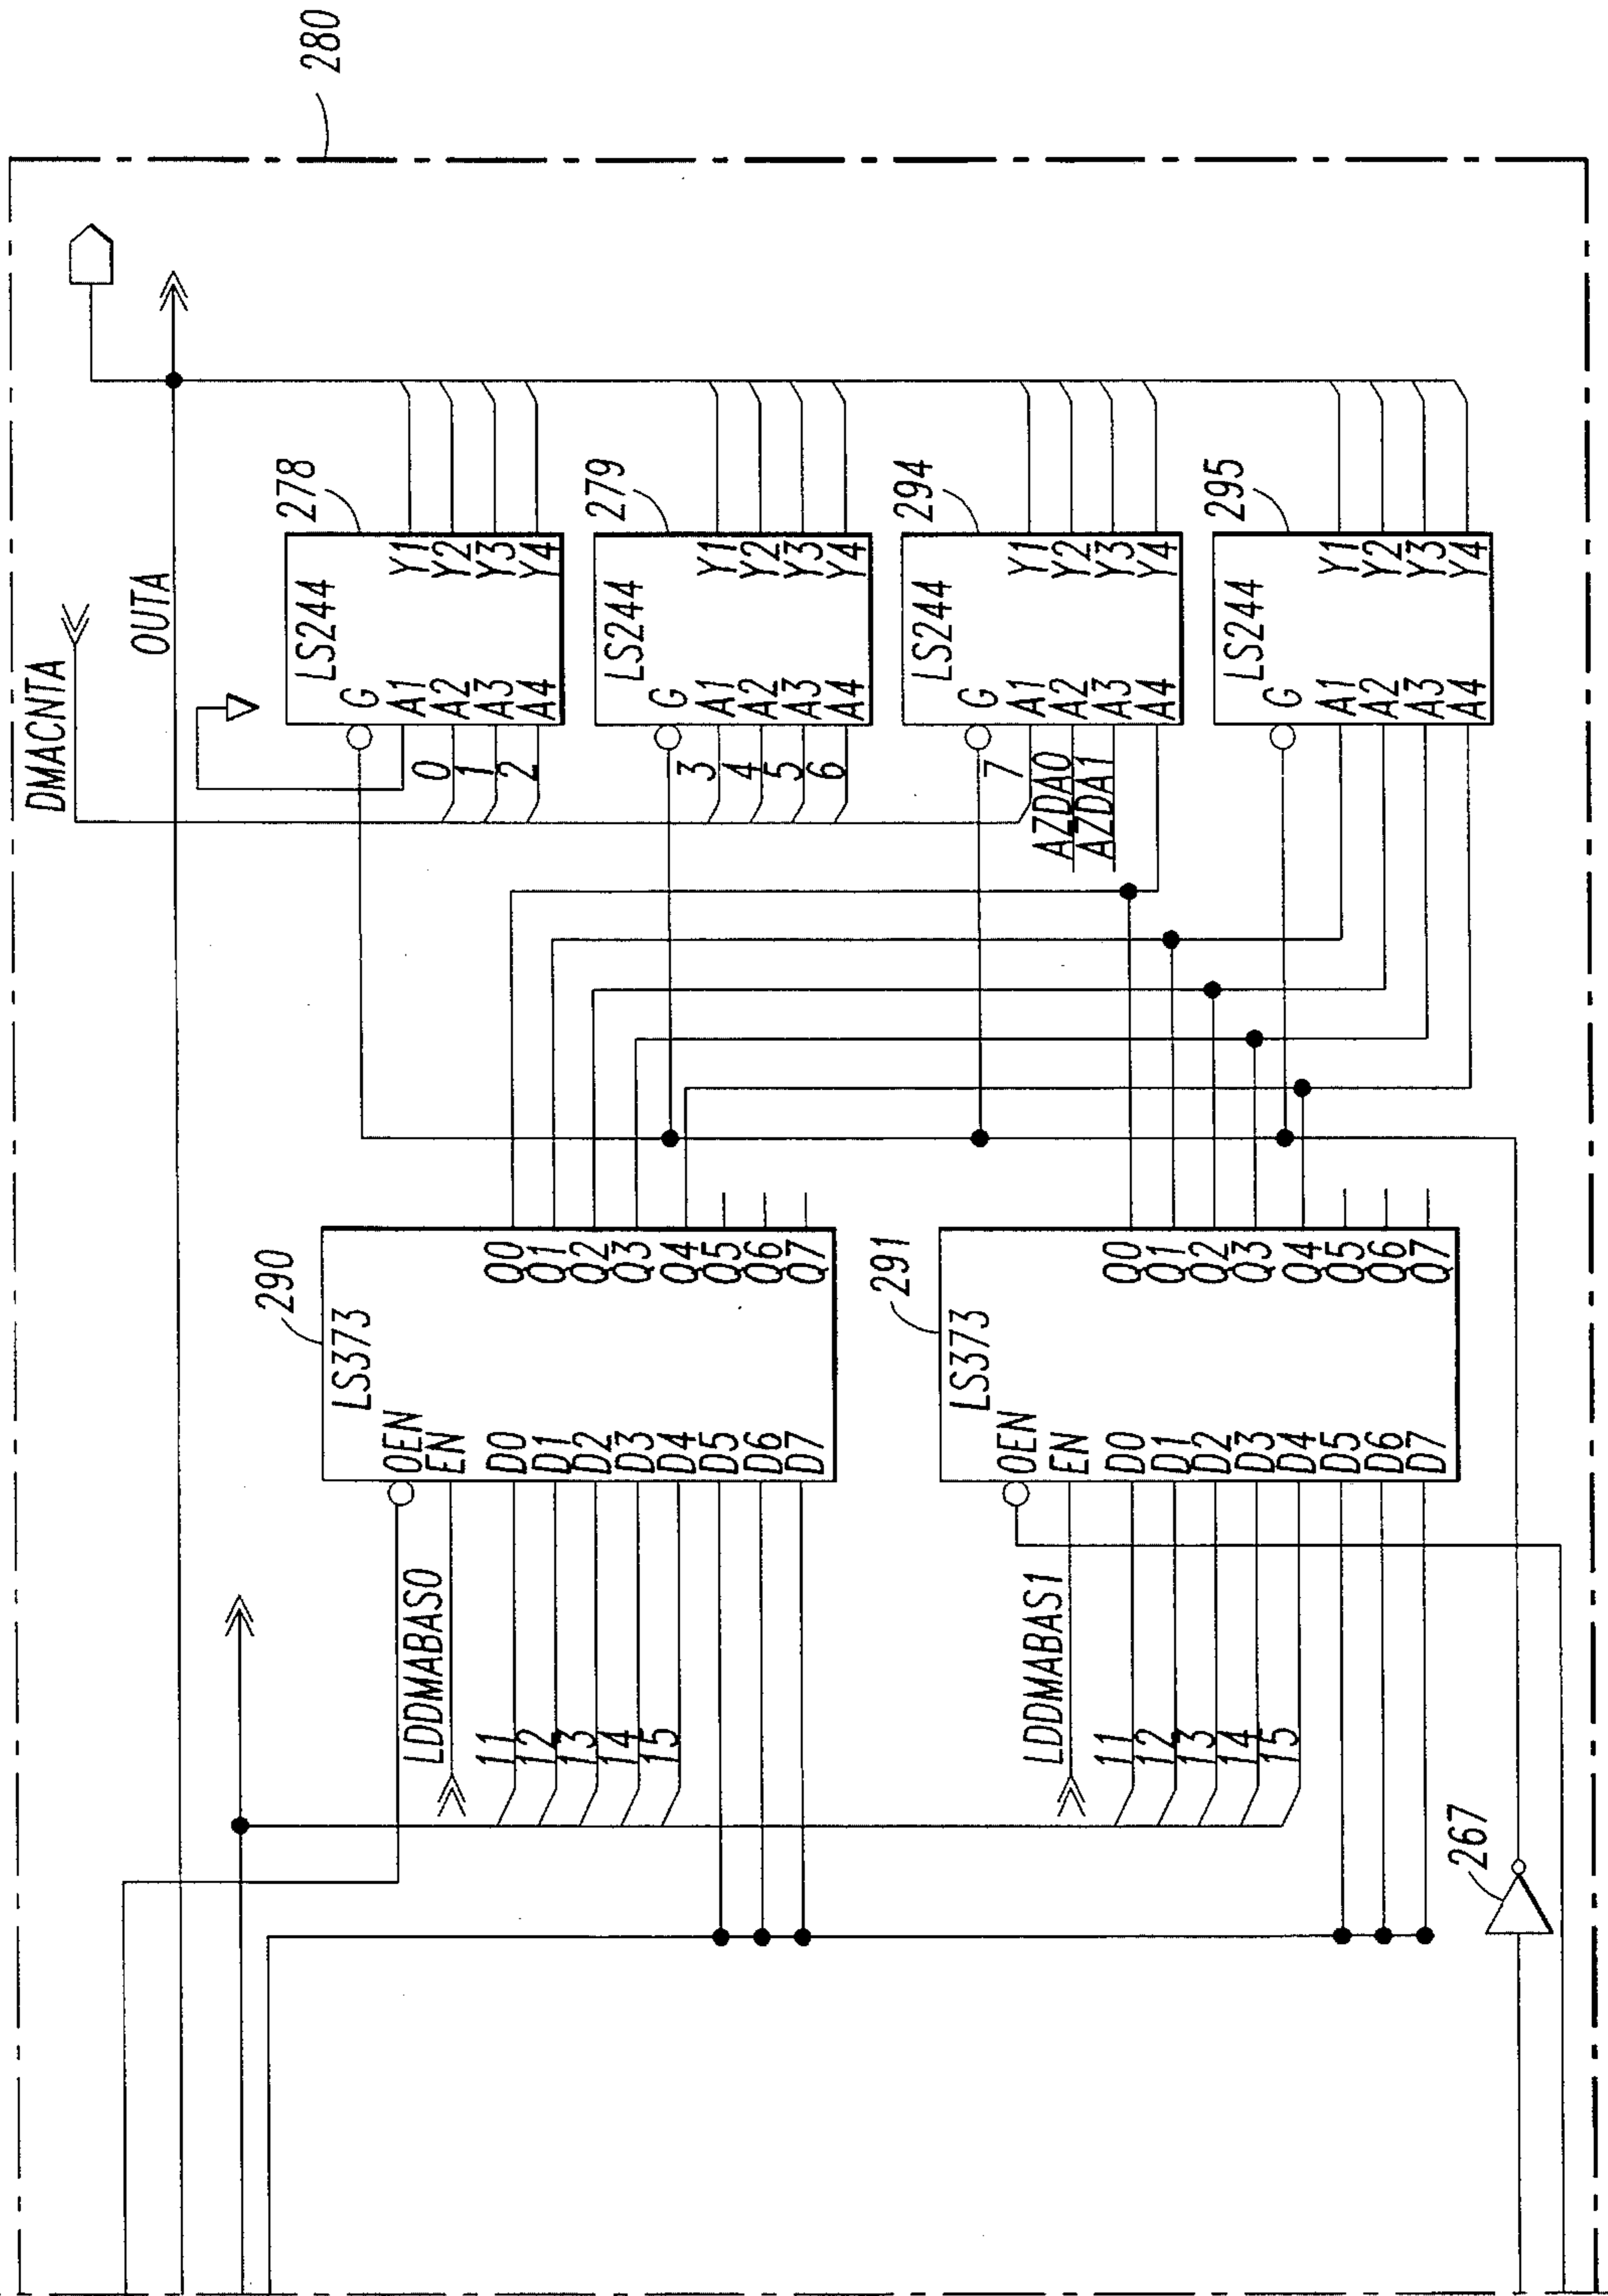 280
DMACNTA
OUTA
278
LS244
G
A1
A2
A3
A4
Y1
Y2
Y3
Y4
0
1
2
279
LS244
G
A1
A2
A3
A4
Y1
Y2
Y3
Y4
3
4
5
6
294
LS244
G
A1
A2
A3
A4
Y1
Y2
Y3
Y4
7
AZDA0
AZDA1
295
LS244
G
A1
A2
A3
A4
Y1
Y2
Y3
Y4
290
LS373
OEN
EN
D0
D1
D2
D3
D4
D5
D6
D7
Q0
Q1
Q2
Q3
Q4
Q5
Q6
Q7
LDDMABAS0
11
12
13
14
15
291
LS373
OEN
EN
D0
D1
D2
D3
D4
D5
D6
D7
Q0
Q1
Q2
Q3
Q4
Q5
Q6
Q7
LDDMABAS1
11
12
13
14
15
267